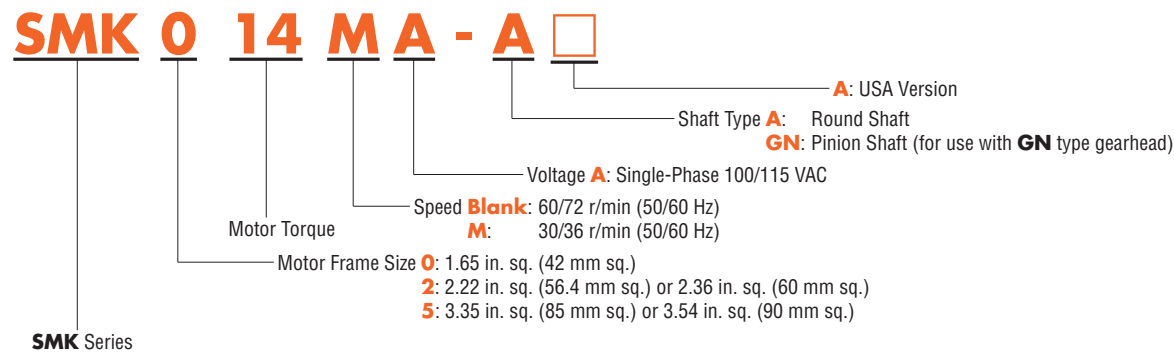 SMK 0 14 M A - A □
A: USA Version
Shaft Type A: Round Shaft
GN: Pinion Shaft (for use with GN type gearhead)
Voltage A: Single-Phase 100/115 VAC
Speed Blank: 60/72 r/min (50/60 Hz)
M: 30/36 r/min (50/60 Hz)
Motor Torque
Motor Frame Size 0: 1.65 in. sq. (42 mm sq.)
2: 2.22 in. sq. (56.4 mm sq.) or 2.36 in. sq. (60 mm sq.)
5: 3.35 in. sq. (85 mm sq.) or 3.54 in. sq. (90 mm sq.)
SMK Series